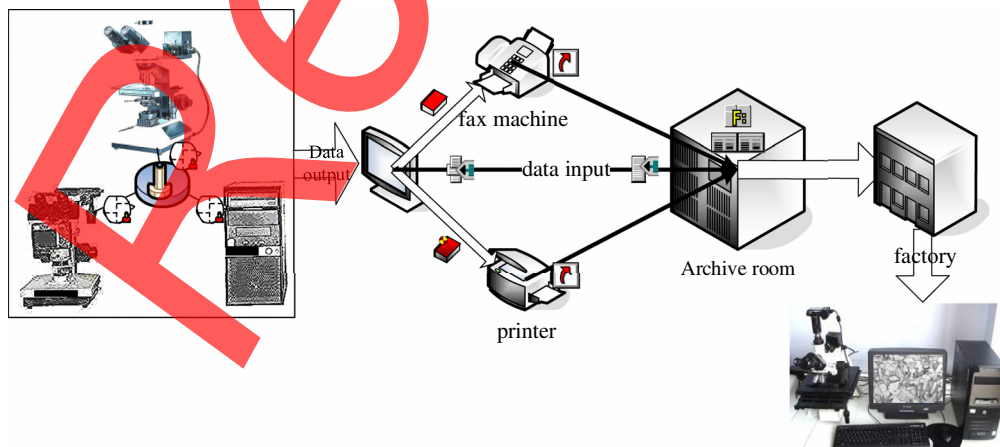 Data
output
fax machine
data input
printer
F:
Archive room
factory